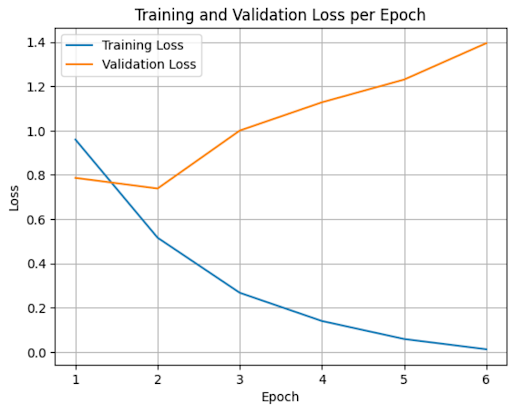 Training and Validation Loss per Epoch
Training Loss
Validation Loss
1.4
1.2
1.0
0.8
0.6
0.4
0.2
0.0
Loss
1 2 3 4 5 6
Epoch